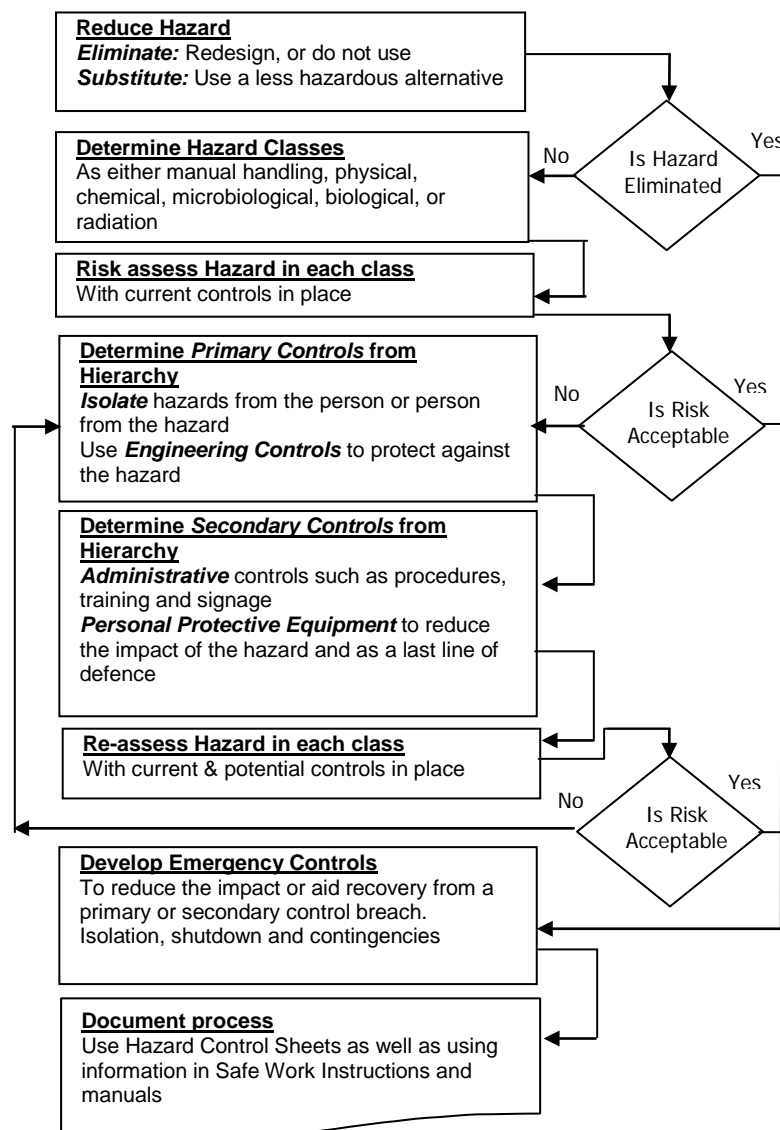 Reduce Hazard
Eliminate: Redesign, or do not use
Substitute: Use a less hazardous alternative
Is Hazard
Eliminated
Yes
No
Determine Hazard Classes
As either manual handling, physical,
chemical, microbiological, biological, or
radiation
Risk assess Hazard in each class
With current controls in place
Is Risk
Acceptable
Yes
No
Determine Primary Controls from
Hierarchy
Isolate hazards from the person or person
from the hazard
Use Engineering Controls to protect against
the hazard
Determine Secondary Controls from
Hierarchy
Administrative controls such as procedures,
training and signage
Personal Protective Equipment to reduce
the impact of the hazard and as a last line of
defence
Re-assess Hazard in each class
With current & potential controls in place
Is Risk
Acceptable
Yes
No
Develop Emergency Controls
To reduce the impact or aid recovery from a
primary or secondary control breach.
Isolation, shutdown and contingencies
Document process
Use Hazard Control Sheets as well as using
information in Safe Work Instructions and
manuals